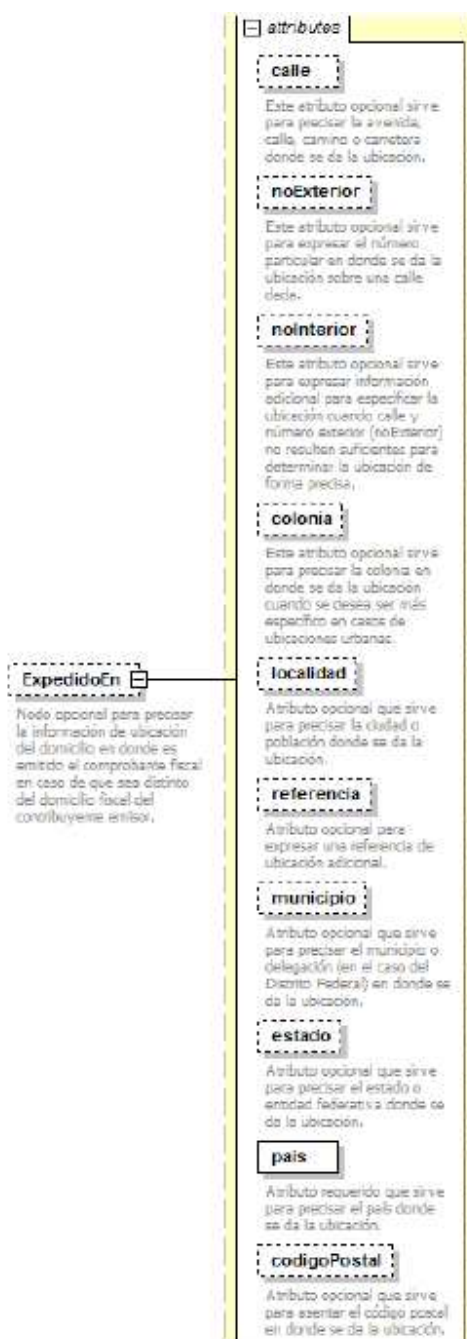 attributes
calle
Este atributo opcional sirve
para precisar la avenida,
calle, camino o carretera
donde se da la ubicación.
noExterior
Este atributo opcional sirve
para expresar el número
particular en donde se da la
ubicación sobre una calle
dada.
noInterior
Este atributo opcional sirve
para expresar información
adicional para especificar la
ubicación cuando calle y
número exterior (noExterior)
no resulten suficientes para
determinar la ubicación de
forma precisa.
colonia
Este atributo opcional sirve
para precisar la colonia en
donde se da la ubicación
cuando se desea ser más
específico en casos de
ubicaciones urbanas.
ExpedidoEn
Nodo opcional para precisar
la información de ubicación
del domicilio en donde es
emitido el comprobante fiscal
en caso de que sea distinto
del domicilio fiscal del
contribuyente emisor.
localidad
Atributo opcional que sirve
para precisar la ciudad o
población donde se da la
ubicación.
referencia
Atributo opcional para
expresar una referencia de
ubicación adicional.
municipio
Atributo opcional que sirve
para precisar el municipio o
delegación (en el caso del
Distrito Federal) en donde se
da la ubicación.
estado
Atributo opcional que sirve
para precisar el estado o
entidad federativa donde se
da la ubicación.
pais
Atributo requerido que sirve
para precisar el país donde
se da la ubicación.
codigoPostal
Atributo opcional que sirve
para asentar el código postal
en donde se da la ubicación.